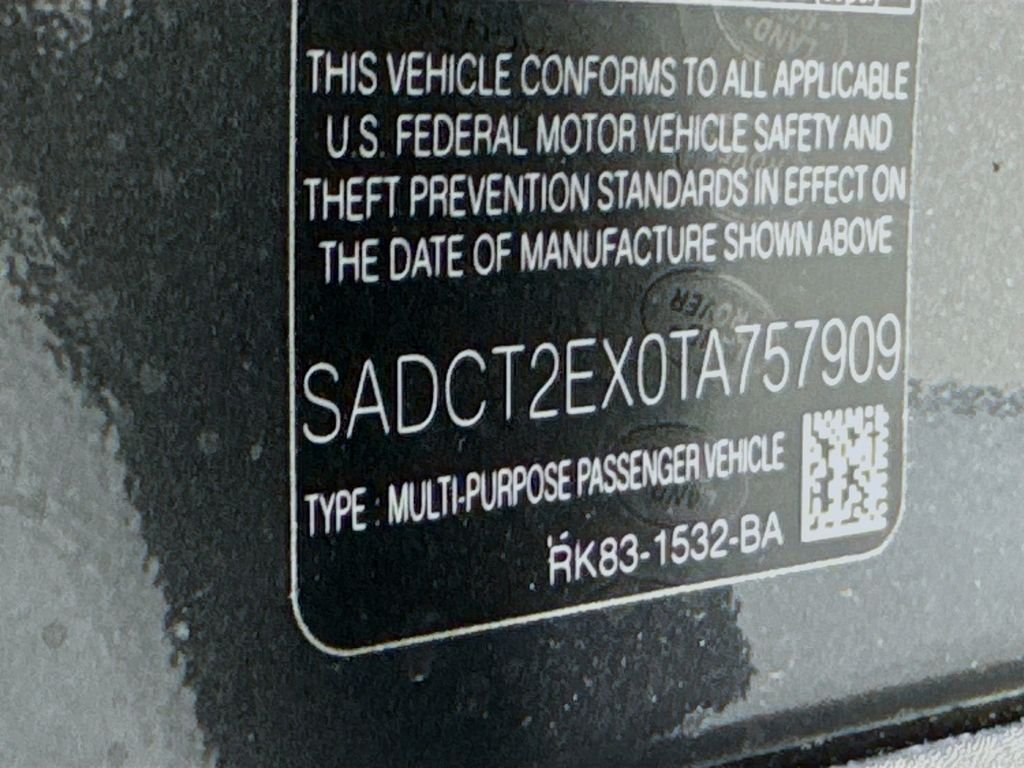 THIS VEHICLE CONFORMS TO ALL APPLICABLE
U.S. FEDERAL MOTOR VEHICLE SAFETY AND
THEFT PREVENTION STANDARDS IN EFFECT ON
THE DATE OF MANUFACTURE SHOWN ABOVE
ROVER
SADCT2EX0TA757909
TYPE : MULTI-PURPOSE PASSENGER VEHICLE
RK83-1532-BA